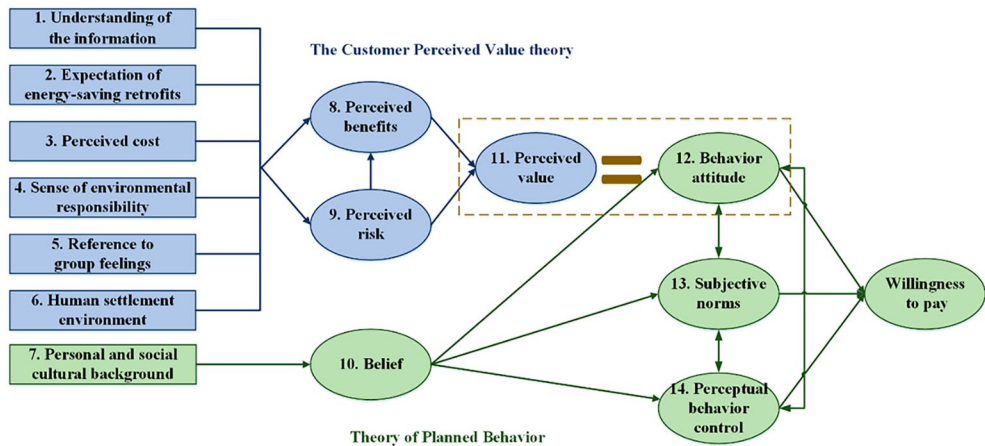 1. Understanding of
the information
2. Expectation of
energy-saving retrofits
3. Perceived cost
4. Sense of environmental
responsibility
5. Reference to
group feelings
6. Human settlement
environment
7. Personal and social
cultural background
The Customer Perceived Value theory
8. Perceived
benefits
9. Perceived
risk
10. Belief
11. Perceived
value
12. Behavior
attitude
13. Subjective
norms
14. Perceptual
behavior
control
Willingness
to pay
Theory of Planned Behavior